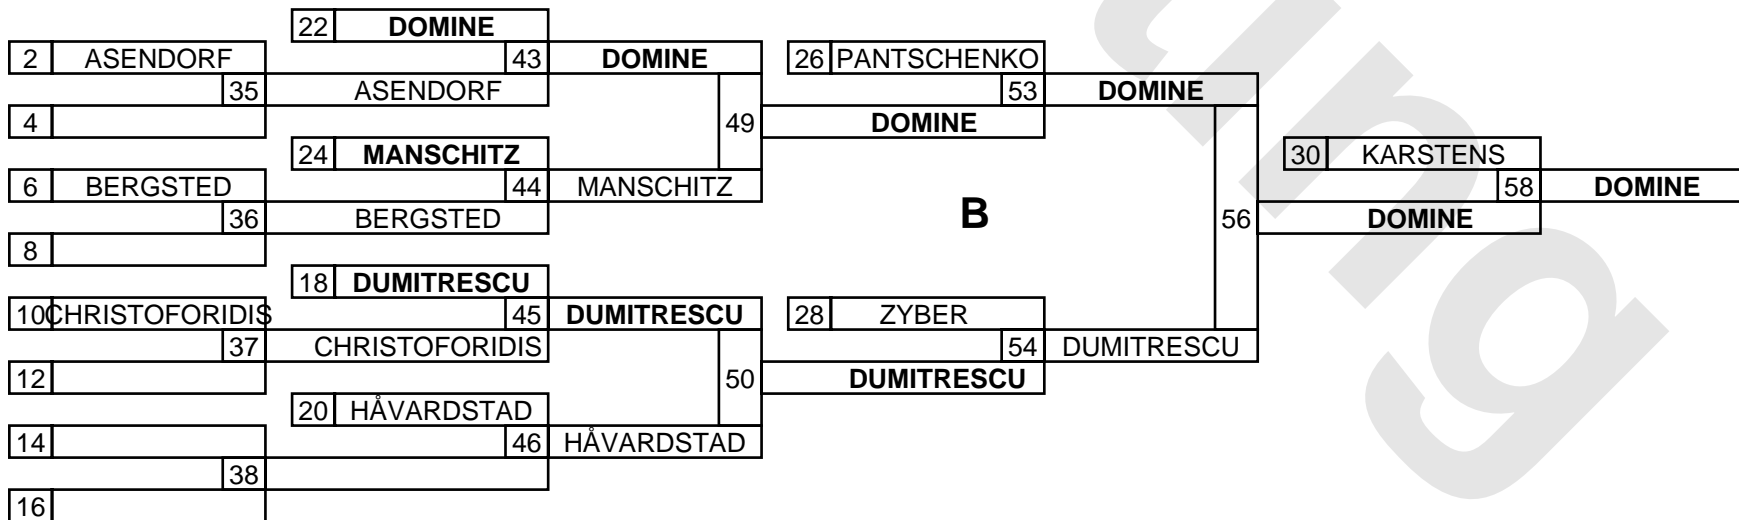 22 DOMINE
2 ASENDORF 43 DOMINE 26 PANTSCHENKO
35 ASENDORF 53 DOMINE
4 49 DOMINE
24 MANSCHITZ 30 KARSTENS
6 BERGSTED 44 MANSCHITZ 58 DOMINE
36 BERGSTED B 56 DOMINE
8
18 DUMITRESCU
10 CHRISTOFORIDIS 45 DUMITRESCU 28 ZYBER
37 CHRISTOFORIDIS 54 DUMITRESCU
12 50 DUMITRESCU
20 HÅVARDSTAD
14 46 HÅVARDSTAD
38
16
ung